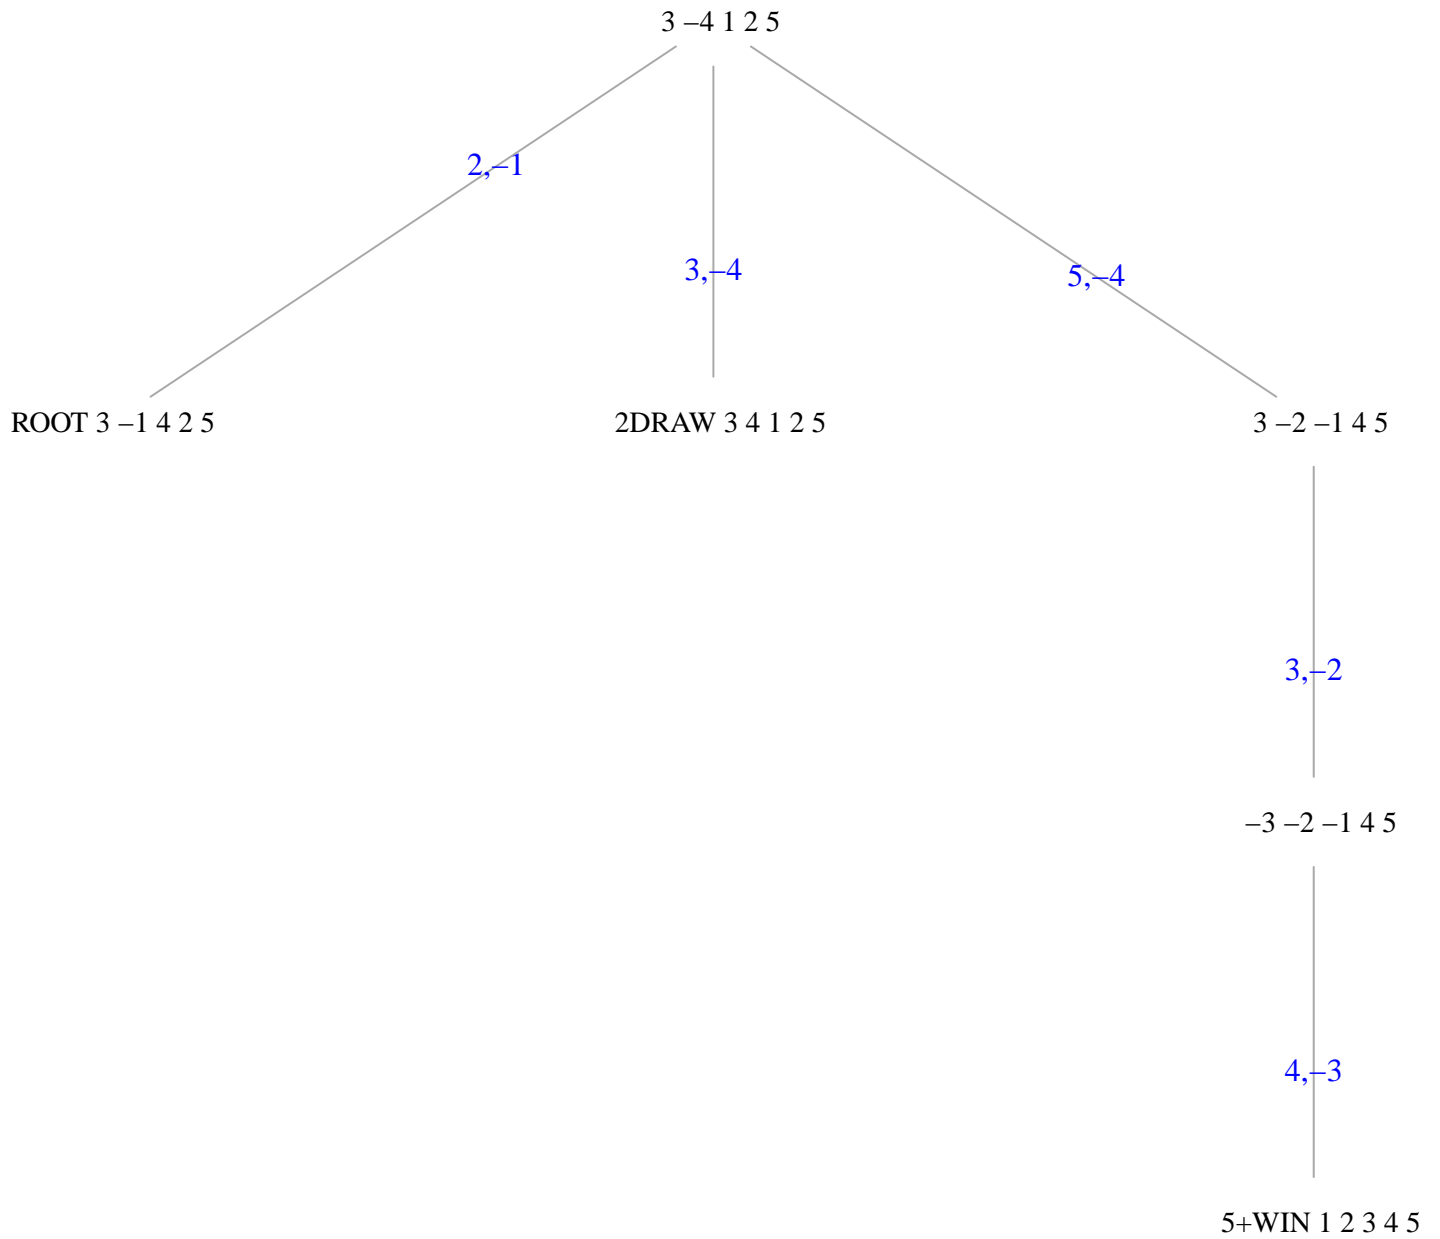 3 –4 1 2 5
2,–1
3,–4
5,–4
ROOT 3 –1 4 2 5
2DRAW 3 4 1 2 5
3 –2 –1 4 5
3,–2
–3 –2 –1 4 5
4,–3
5+WIN 1 2 3 4 5